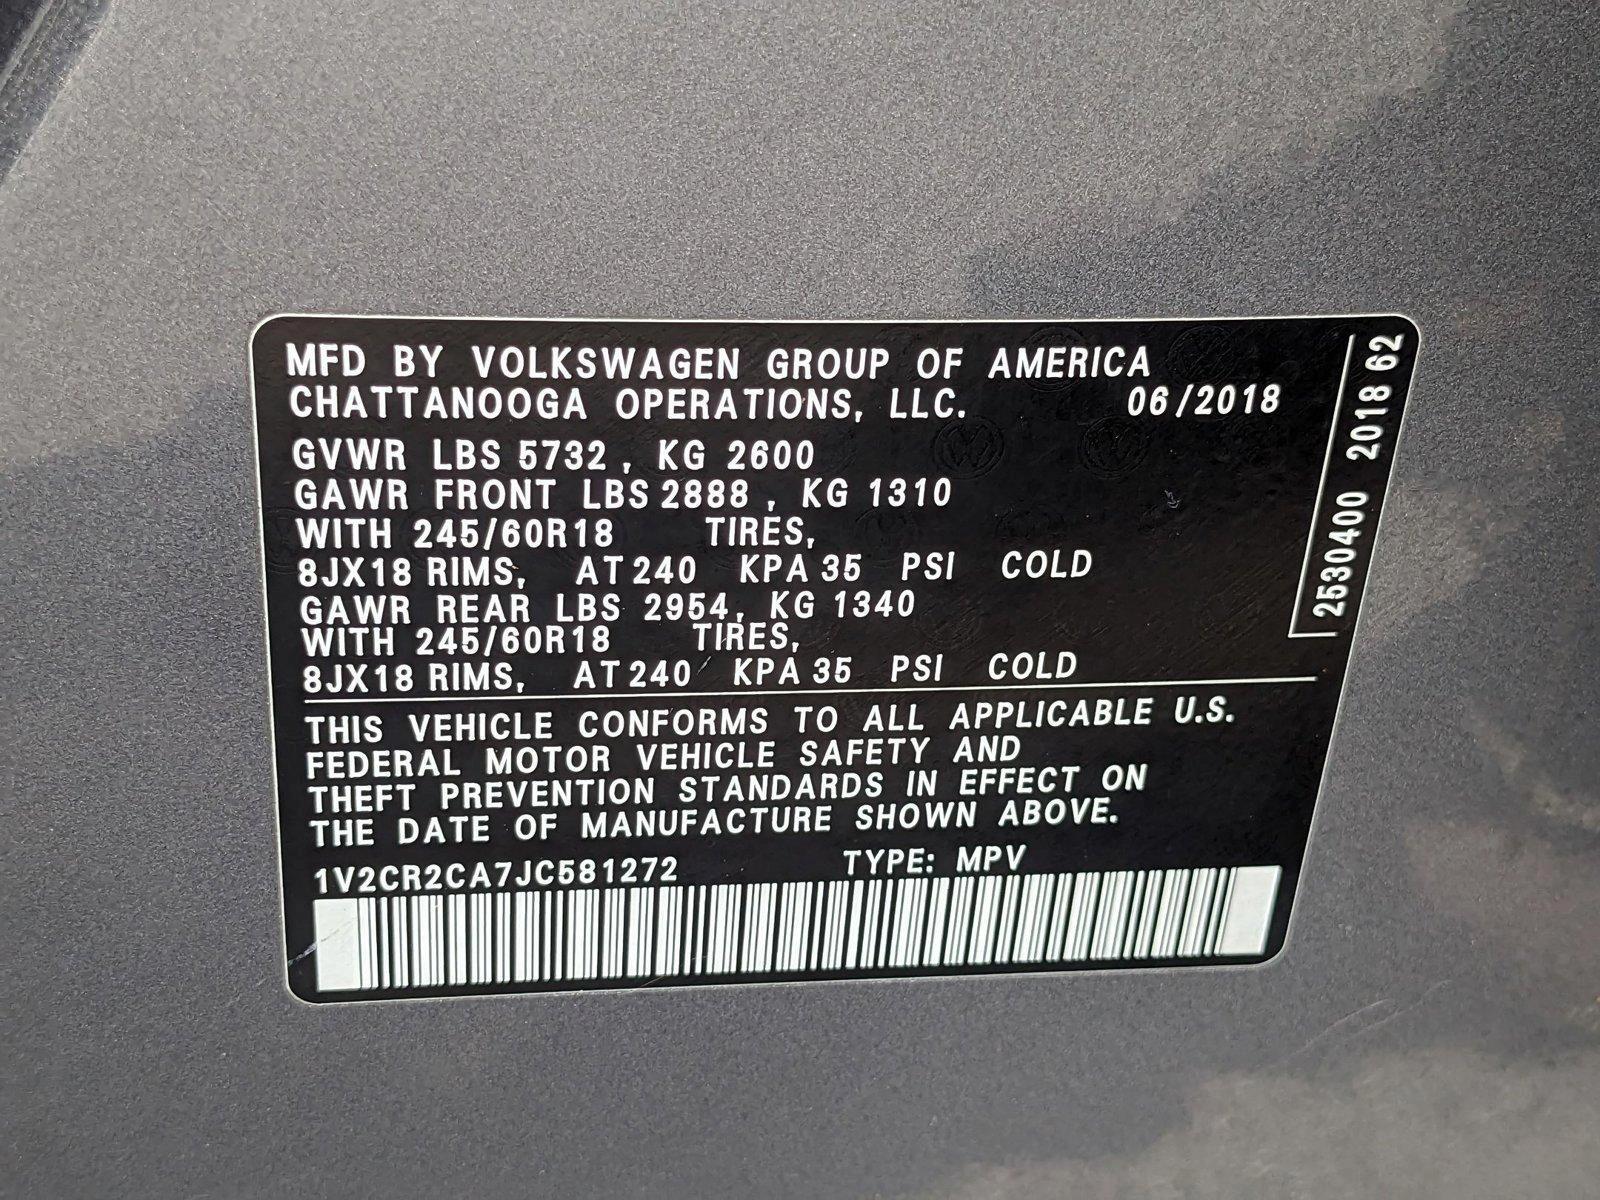 MFD BY VOLKSWAGEN GROUP OF AMERICA
CHATTANOOGA OPERATIONS, LLC. 06/2018
GVWR LBS 5732, KG 2600
GAWR FRONT LBS 2888, KG 1310
WITH 245/60R18 TIRES,
8JX18 RIMS, AT 240 KPA 35 PSI COLD
GAWR REAR LBS 2954, KG 1340
WITH 245/60R18 TIRES,
8JX18 RIMS, AT 240 KPA 35 PSI COLD
THIS VEHICLE CONFORMS TO ALL APPLICABLE U.S.
FEDERAL MOTOR VEHICLE SAFETY AND
THEFT PREVENTION STANDARDS IN EFFECT ON
THE DATE OF MANUFACTURE SHOWN ABOVE.
1V2CR2CA7JC581272 TYPE: MPV
2530400 2018 62